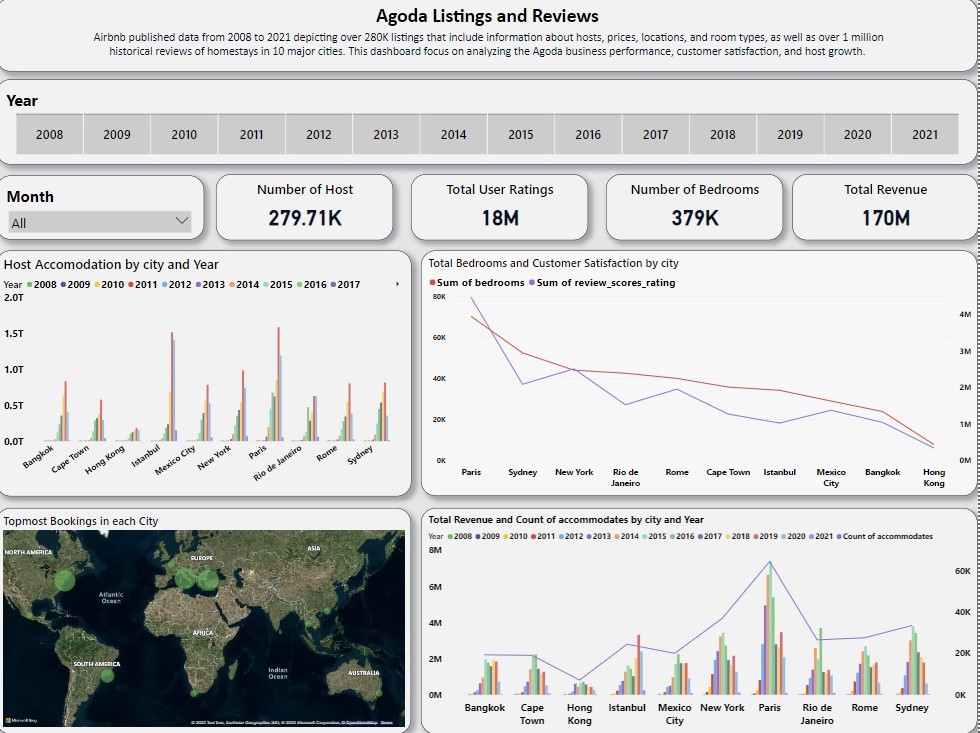 Agoda Listings and Reviews
Airbnb published data from 2008 to 2021 depicting over 280K listings that include information about hosts, prices, locations, and room types, as well as over 1 million
historical reviews of homestays in 10 major cities. This dashboard focus on analyzing the Agoda business performance, customer satisfaction, and host growth.
Year
2008 2009 2010 2011 2012 2013 2014 2015 2016 2017 2018 2019 2020 2021
Month
All
Number of Host
279.71K
Total User Ratings
18M
Number of Bedrooms
379K
Total Revenue
170M
Host Accomodation by city and Year
Year 2008 2009 2010 2011 2012 2013 2014 2015 2016 2017
2.0T
1.5T
1.0T
0.5T
0.0T
Bangkok Cape Town Hong Kong Istanbul Mexico City New York Paris Rio de Janeiro Rome Sydney
Total Bedrooms and Customer Satisfaction by city
Sum of bedrooms Sum of review_scores_rating
80K
60K 4M
40K 3M
20K 2M
0K 1M
0M
Paris Sydney New York Rio de Janeiro Rome Cape Town Istanbul Mexico City Bangkok Hong Kong
Topmost Bookings in each City
NORTH AMERICA
EUROPE
ASIA
Atlantic
Ocean
AFRICA
SOUTH AMERICA
Indian
Ocean
AUSTRALIA
Microsoft Bing
Total Revenue and Count of accommodates by city and Year
Year 2008 2009 2010 2011 2012 2013 2014 2015 2016 2017 2018 2019 2020 2021 Count of accommodates
8M
6M 60K
4M 40K
2M 20K
0M 0K
Bangkok Cape Town Hong Kong Istanbul Mexico City New York Paris Rio de Janeiro Rome Sydney